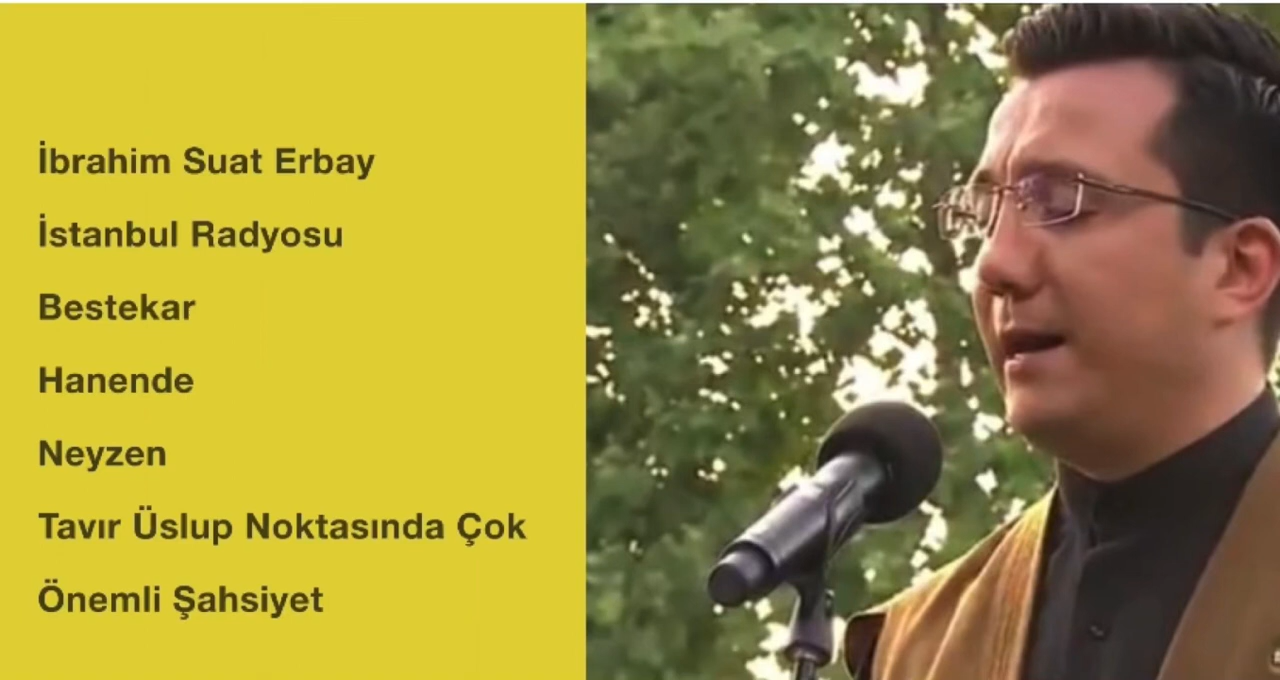 İbrahim Suat Erbay
İstanbul Radyosu
Bestekar
Hanende
Neyzen
Tavır Üslup Noktasında Çok
Önemli Şahsiyet